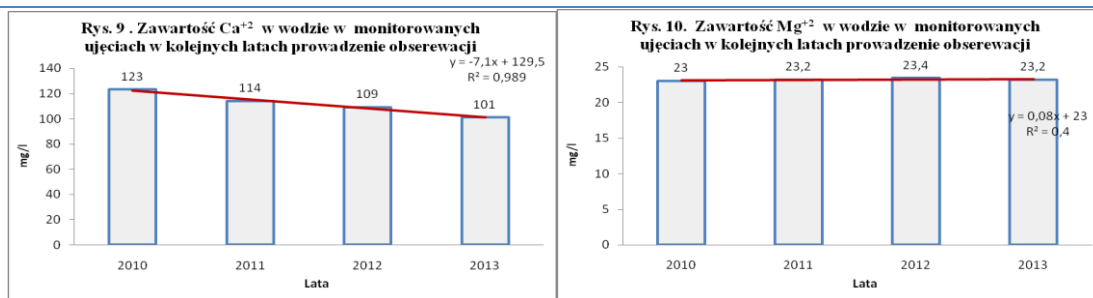 Rys. 9 . Zawartość Ca⁺² w wodzie w monitorowanych
ujęciach w kolejnych latach prowadzenie obserewacji
y = -7,1x + 129,5
R² = 0,989
140
120
100
80
60
40
20
0
mg/l
123
114
109
101
2010
2011
2012
2013
Lata
Rys. 10. Zawartość Mg⁺² w wodzie w monitorowanych
ujęciach w kolejnych latach prowadzenie obserewacji
25
20
15
10
5
0
mg/l
23
23,2
23,4
23,2
y = 0,08x + 23
R² = 0,4
2010
2011
2012
2013
Lata